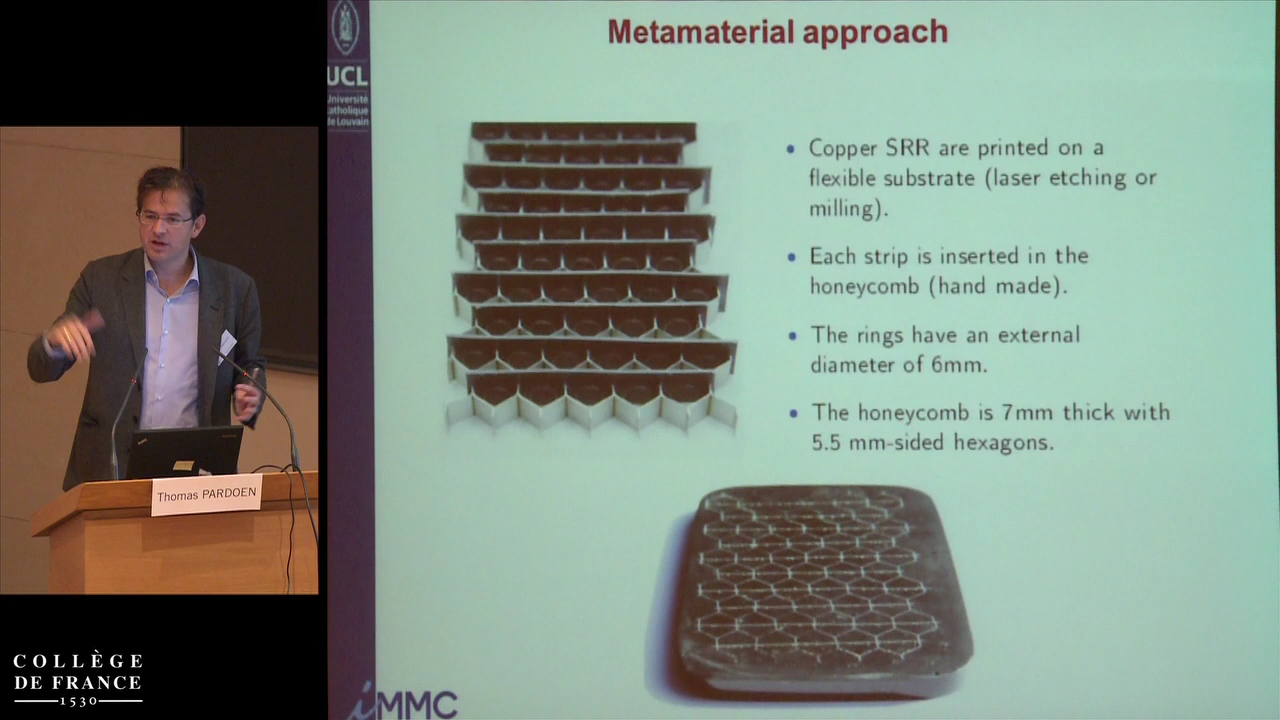 Metamaterial approach
UCL
Université
catholique
de Louvain
• Copper SRR are printed on a
flexible substrate (laser etching or
milling).
• Each strip is inserted in the
honeycomb (hand made).
• The rings have an external
diameter of 6mm.
• The honeycomb is 7mm thick with
5.5 mm-sided hexagons.
Thomas PARDOEN
COLLÈGE
DE FRANCE
1530
iMMC